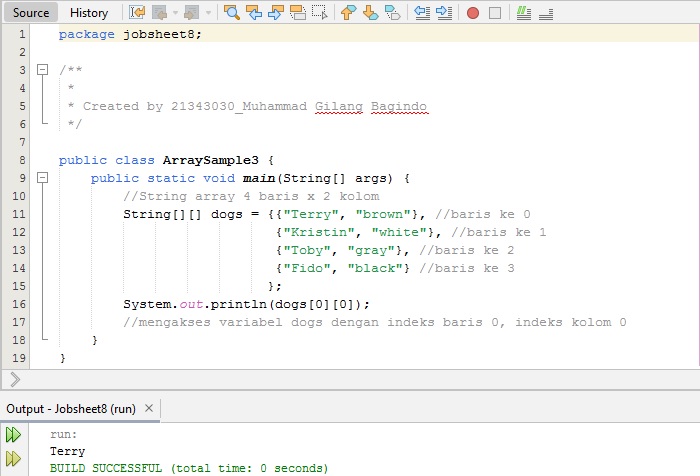 Source History
1 package jobsheet8;
2
3 /**
4 *
5 * Created by 21343030_Muhammad Gilang Bagindo
6 */
7
8 public class ArraySample3 {
9 public static void main(String[] args) {
10 //String array 4 baris x 2 kolom
11 String[][] dogs = {{"Terry", "brown"}, //baris ke 0
12 {"Kristin", "white"}, //baris ke 1
13 {"Toby", "gray"}, //baris ke 2
14 {"Fido", "black"} //baris ke 3
15 };
16 System.out.println(dogs[0][0]);
17 //mengakses variabel dogs dengan indeks baris 0, indeks kolom 0
18 }
19 }
Output - Jobsheet8 (run) ×
run:
Terry
BUILD SUCCESSFUL (total time: 0 seconds)